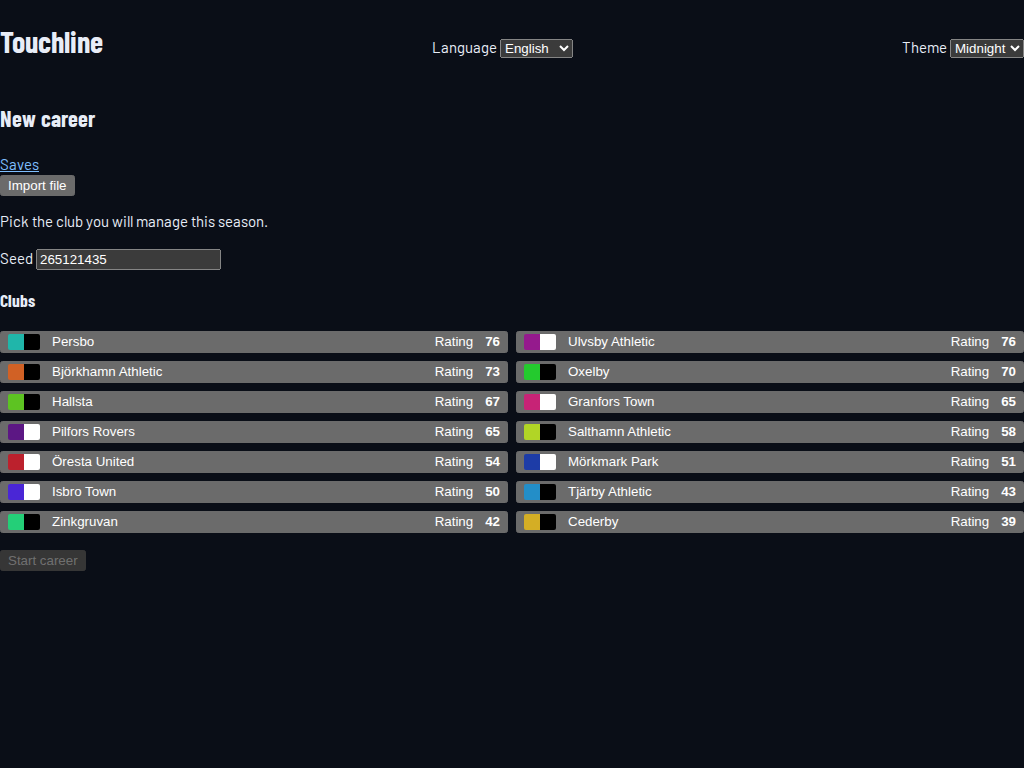 Touchline
Language English
Theme Midnight
New career
Saves
Import file
Pick the club you will manage this season.
Seed 265121435
Clubs
Persbo Rating 76
Ulvsby Athletic Rating 76
Björkhamn Athletic Rating 73
Oxelby Rating 70
Hallsta Rating 67
Granfors Town Rating 65
Pilfors Rovers Rating 65
Salthamn Athletic Rating 58
Öresta United Rating 54
Mörkmark Park Rating 51
Isbro Town Rating 50
Tjärby Athletic Rating 43
Zinkgruvan Rating 42
Cederby Rating 39
Start career